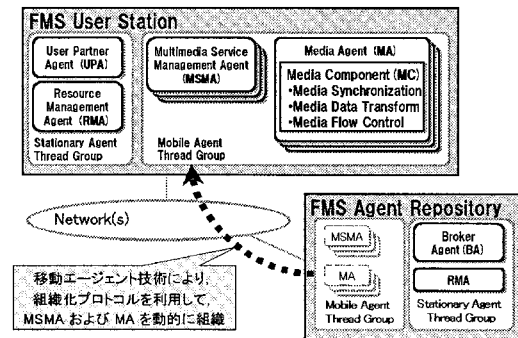 FMS User Station
User Partner
Agent (UPA)
Resource
Management
Agent (RMA)
Stationary Agent
Thread Group
Multimedia Service
Management Agent
(MSMA)
Mobile Agent
Thread Group
Media Agent (MA)
Media Component (MC)
•Media Synchronization
•Media Data Transform
•Media Flow Control
Network(s)
移動エージェント技術により,
組織化プロトコルを利用して,
MSMA および MA を動的に組織
FMS Agent Repository
MSMA
MA
Mobile Agent
Thread Group
Broker
Agent (BA)
RMA
Stationary Agent
Thread Group